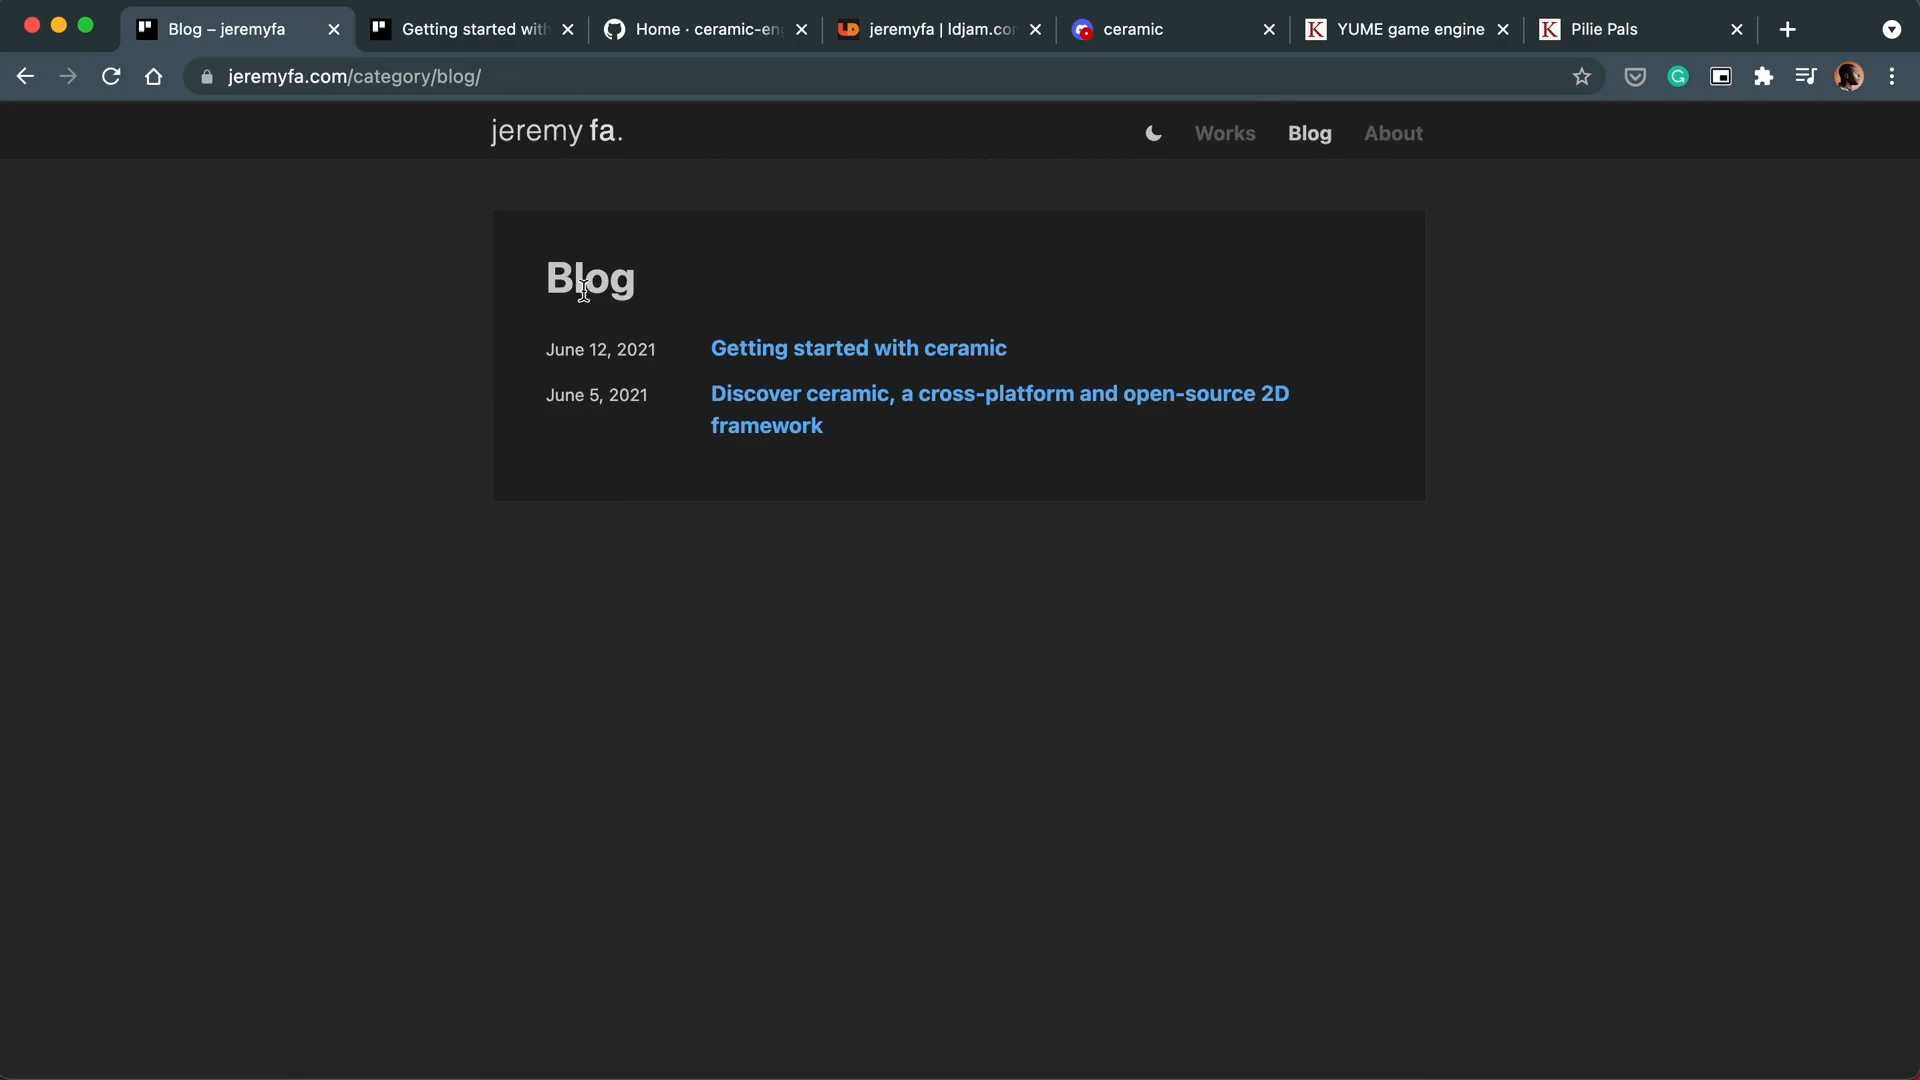 Blog – jeremyfa
Getting started with
Home · ceramic-en
jeremyfa | ldjam.co
ceramic
YUME game engine
Pilie Pals
jeremyfa.com/category/blog/
jeremy fa.
Works
Blog
About
Blog
June 12, 2021
Getting started with ceramic
June 5, 2021
Discover ceramic, a cross-platform and open-source 2D
framework